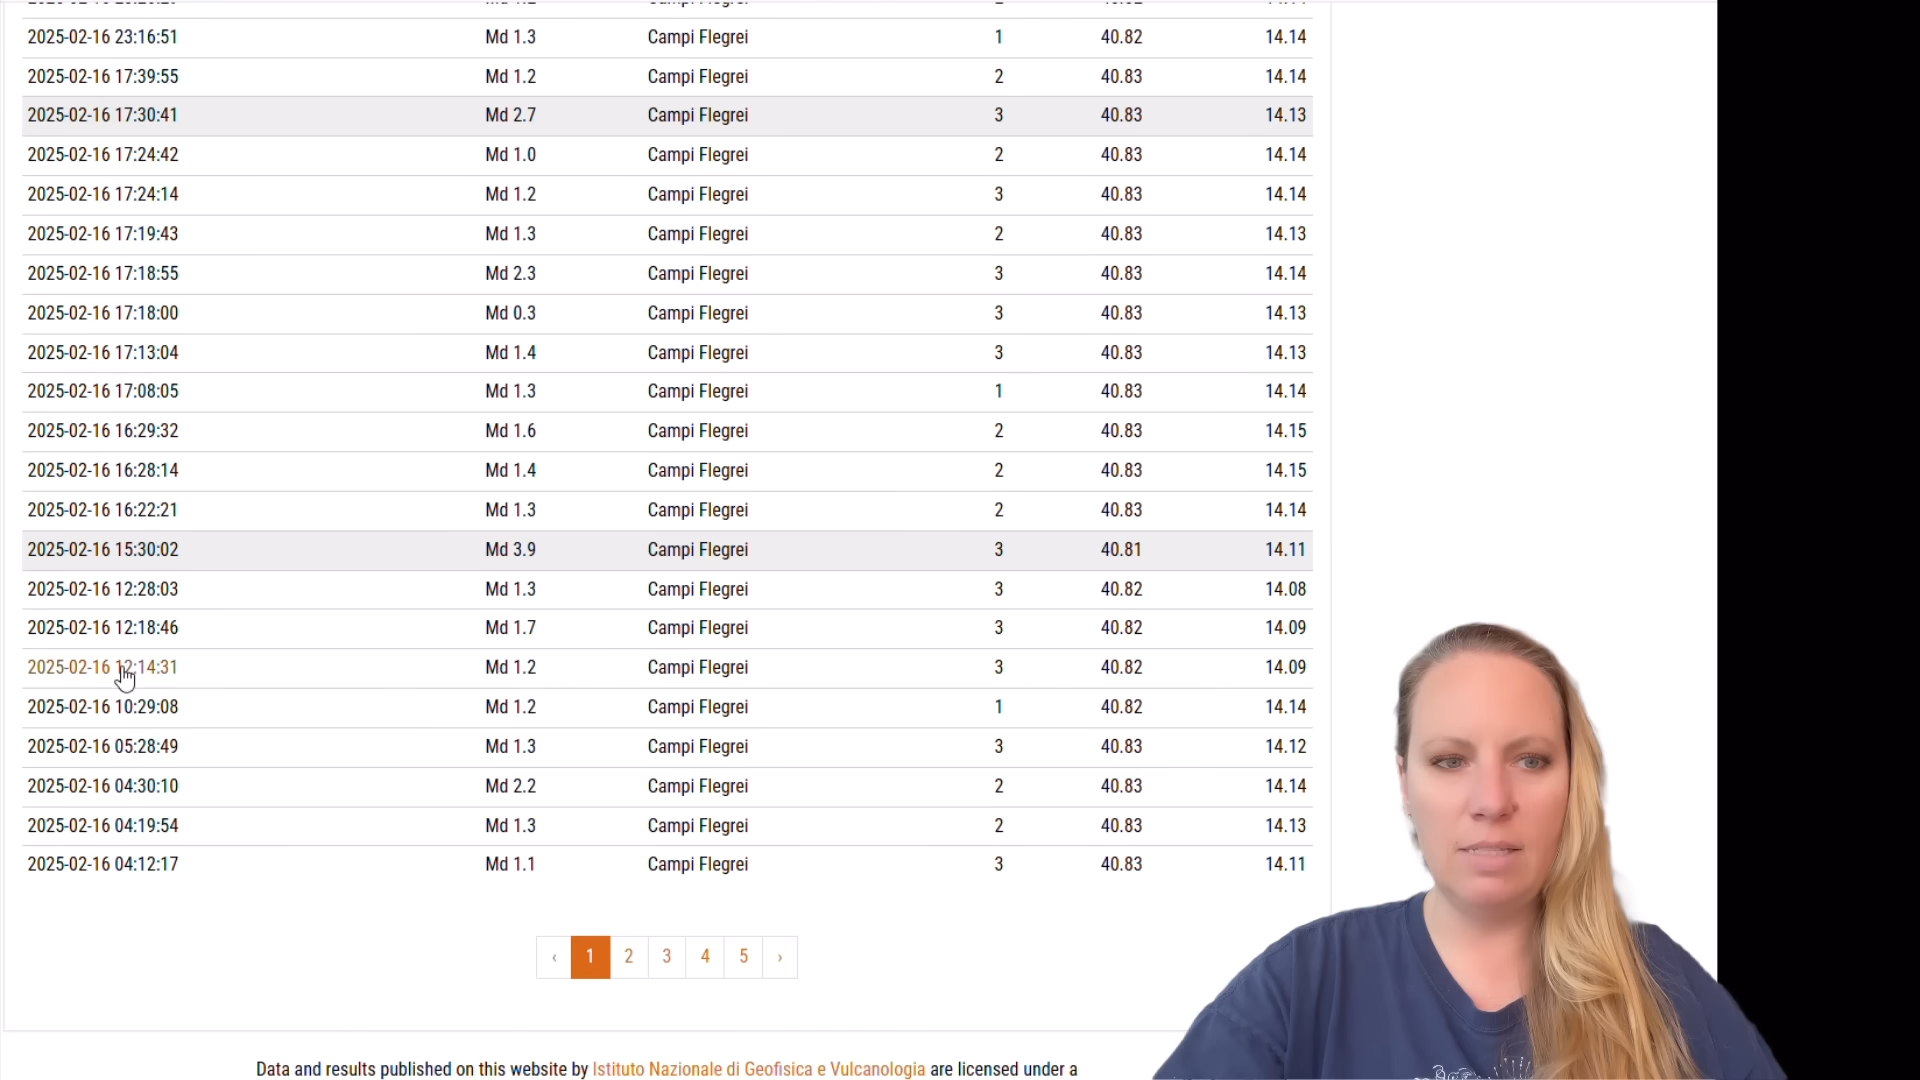 2025-02-16 23:16:51 Md 1.3 Campi Flegrei 1 40.82 14.14
2025-02-16 17:39:55 Md 1.2 Campi Flegrei 2 40.83 14.14
2025-02-16 17:30:41 Md 2.7 Campi Flegrei 3 40.83 14.13
2025-02-16 17:24:42 Md 1.0 Campi Flegrei 2 40.83 14.14
2025-02-16 17:24:14 Md 1.2 Campi Flegrei 3 40.83 14.14
2025-02-16 17:19:43 Md 1.3 Campi Flegrei 2 40.83 14.13
2025-02-16 17:18:55 Md 2.3 Campi Flegrei 3 40.83 14.14
2025-02-16 17:18:00 Md 0.3 Campi Flegrei 3 40.83 14.13
2025-02-16 17:13:04 Md 1.4 Campi Flegrei 3 40.83 14.13
2025-02-16 17:08:05 Md 1.3 Campi Flegrei 1 40.83 14.14
2025-02-16 16:29:32 Md 1.6 Campi Flegrei 2 40.83 14.15
2025-02-16 16:28:14 Md 1.4 Campi Flegrei 2 40.83 14.15
2025-02-16 16:22:21 Md 1.3 Campi Flegrei 2 40.83 14.14
2025-02-16 15:30:02 Md 3.9 Campi Flegrei 3 40.81 14.11
2025-02-16 12:28:03 Md 1.3 Campi Flegrei 3 40.82 14.08
2025-02-16 12:18:46 Md 1.7 Campi Flegrei 3 40.82 14.09
2025-02-16 12:14:31 Md 1.2 Campi Flegrei 3 40.82 14.09
2025-02-16 10:29:08 Md 1.2 Campi Flegrei 1 40.82 14.14
2025-02-16 05:28:49 Md 1.3 Campi Flegrei 3 40.83 14.12
2025-02-16 04:30:10 Md 2.2 Campi Flegrei 2 40.83 14.14
2025-02-16 04:19:54 Md 1.3 Campi Flegrei 2 40.83 14.13
2025-02-16 04:12:17 Md 1.1 Campi Flegrei 3 40.83 14.11
‹ 1 2 3 4 5 ›
Data and results published on this website by Istituto Nazionale di Geofisica e Vulcanologia are licensed under a